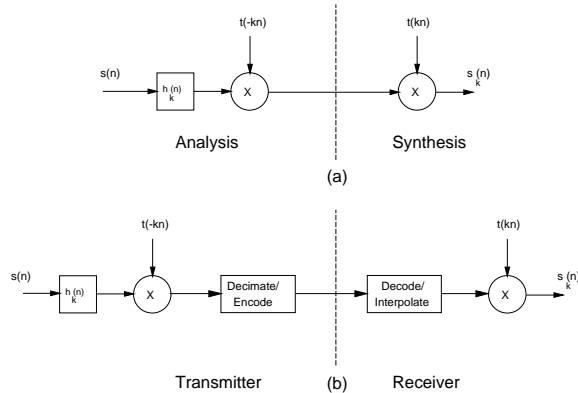 t(-kn)
t(kn)
s(n)
h (n)
k
X
X
s (n)
k
Analysis
Synthesis
(a)
t(-kn)
t(kn)
s(n)
h (n)
k
X
Decimate/
Encode
Decode/
Interpolate
X
s (n)
k
Transmitter
(b)
Receiver